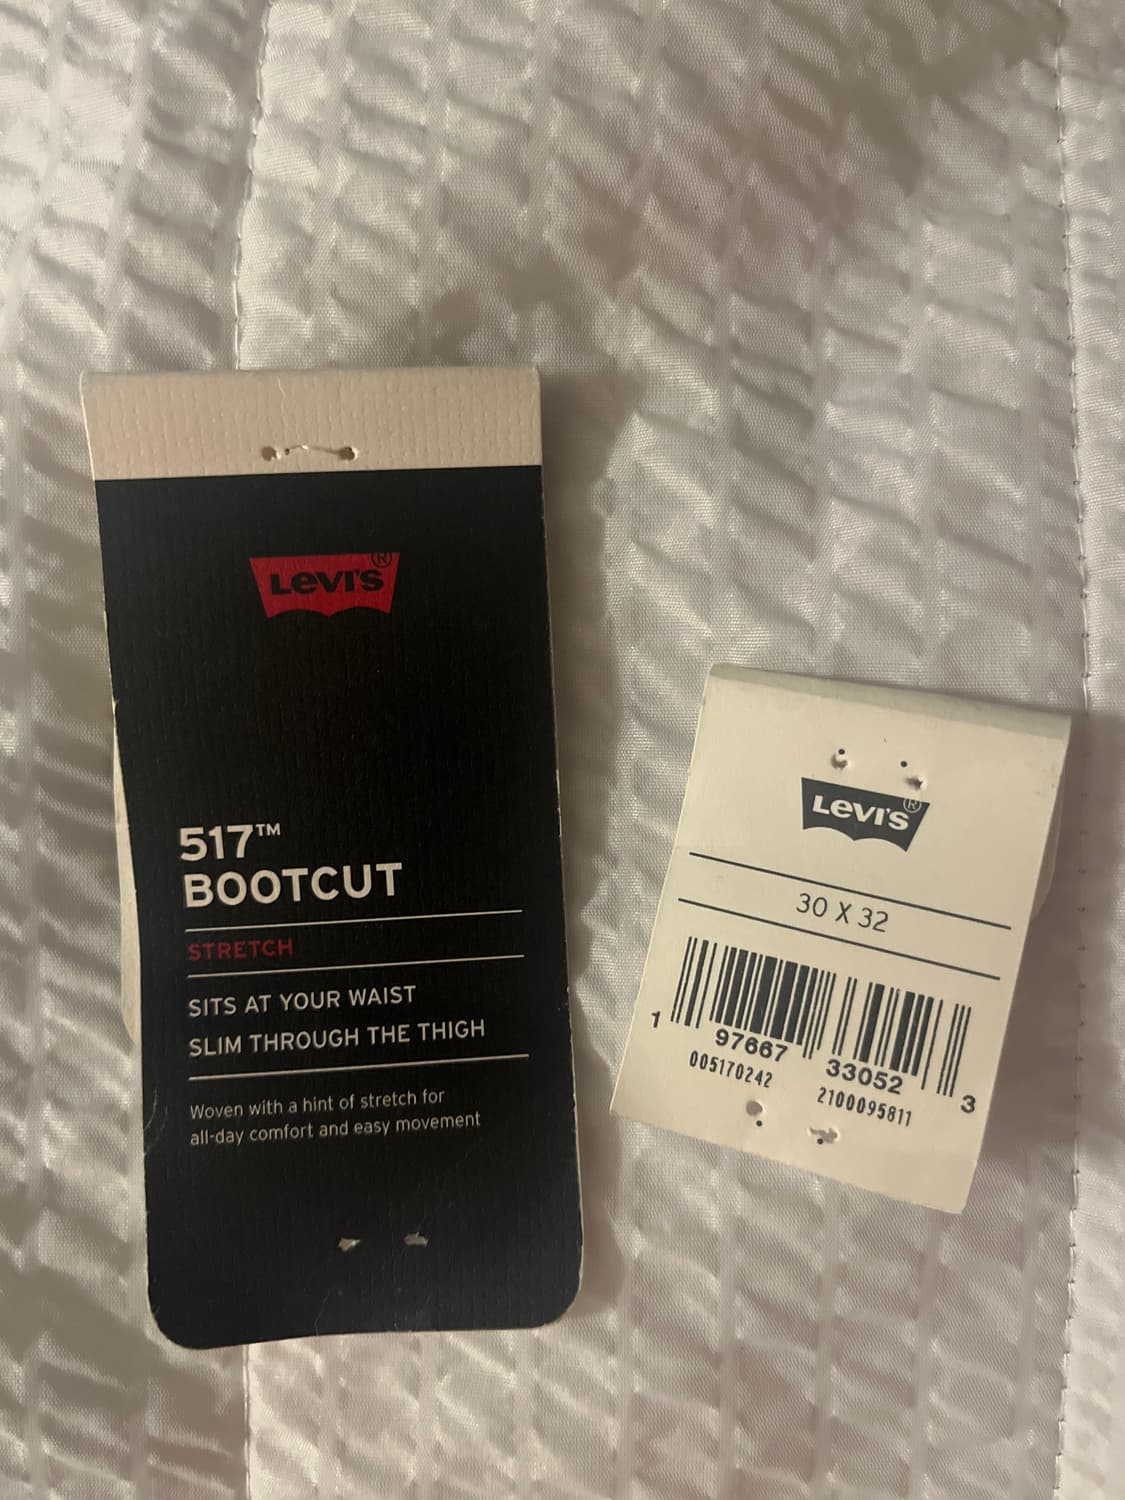 LEVI'S®
517™
BOOTCUT
STRETCH
SITS AT YOUR WAIST
SLIM THROUGH THE THIGH
Woven with a hint of stretch for
all-day comfort and easy movement
LEVI'S®
30 X 32
1 97667 33052 3
005170242 2100095811